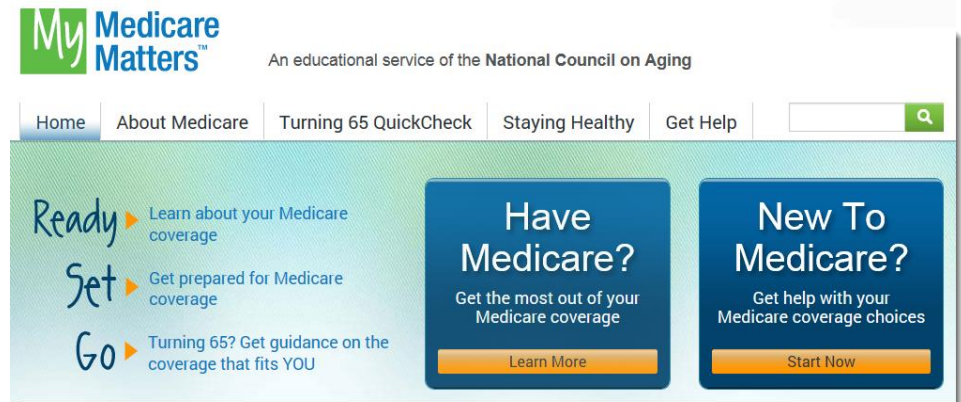 My Medicare
Matters™
An educational service of the National Council on Aging
Home About Medicare Turning 65 QuickCheck Staying Healthy Get Help
Ready
Learn about your Medicare
coverage
Set
Get prepared for Medicare
coverage
Go
Turning 65? Get guidance on the
coverage that fits YOU
Have
Medicare?
Get the most out of your
Medicare coverage
Learn More
New To
Medicare?
Get help with your
Medicare coverage choices
Start Now